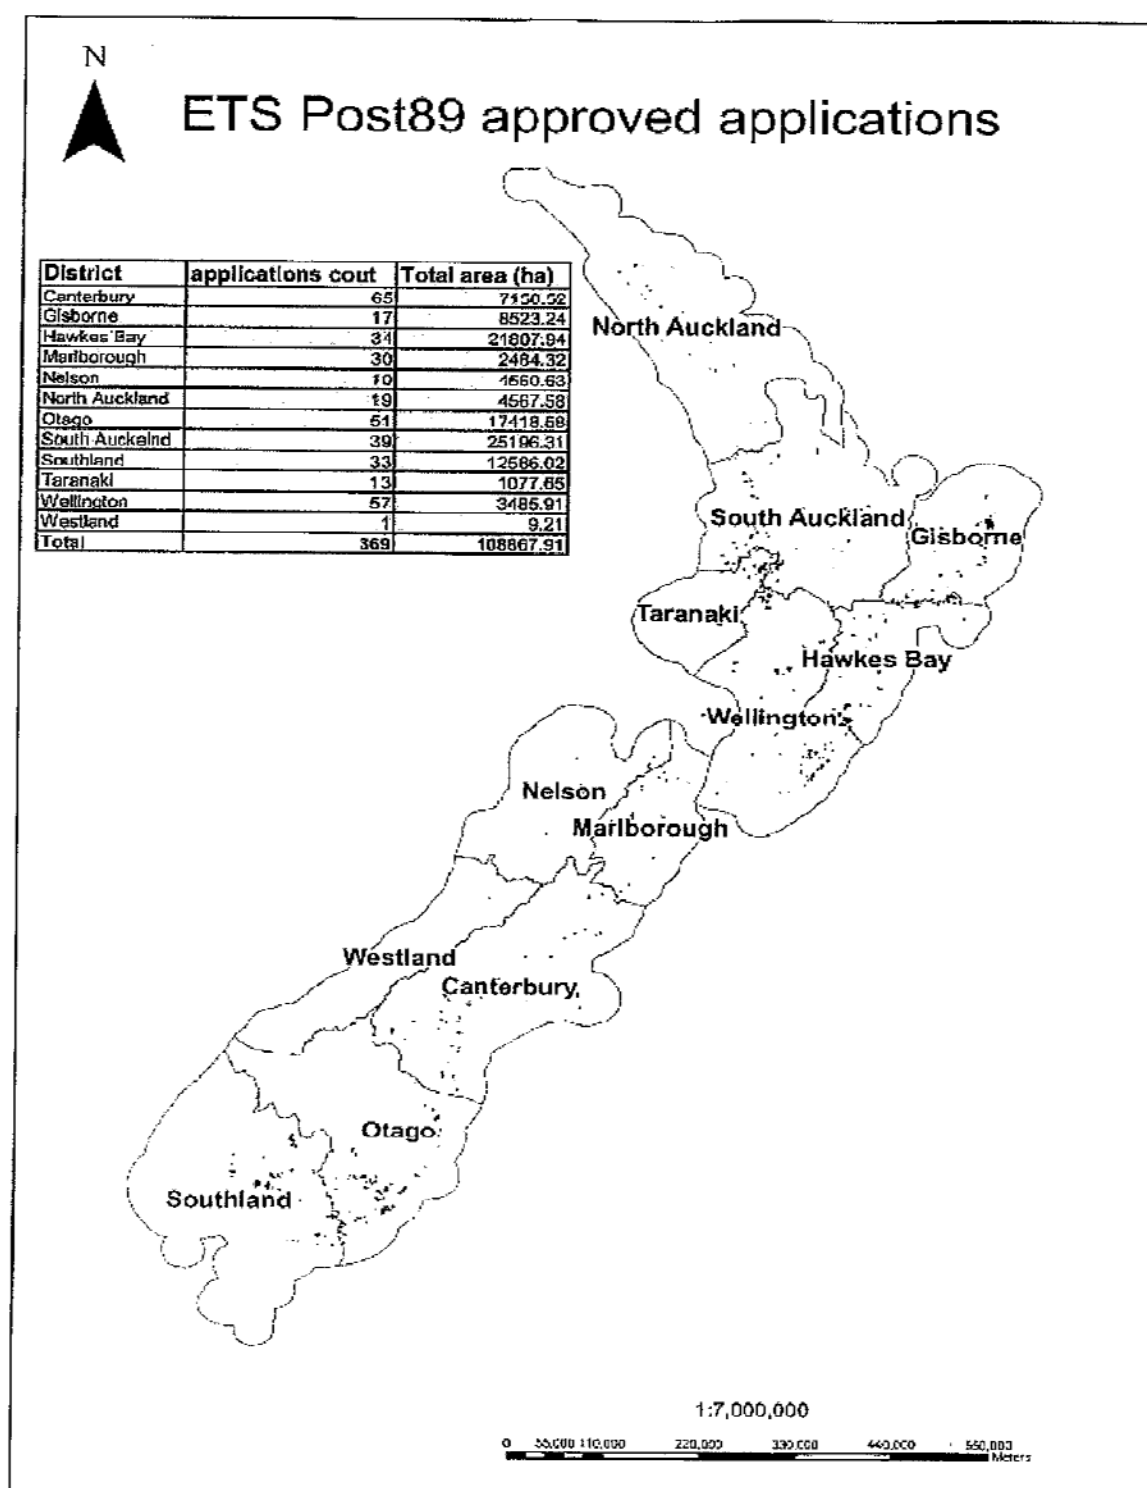 N
ETS Post89 approved applications
District applications cout Total area (ha)
Canterbury 65 7150.52
Gisborne 17 8523.24
Hawkes Bay 34 21807.94
Marlborough 30 2484.32
Nelson 10 4560.63
North Auckland 19 4567.58
Otago 51 17418.58
South Auckalnd 39 25196.31
Southland 33 12586.02
Taranaki 13 1077.65
Wellington 57 3485.91
Westland 1 9.21
Total 369 108867.91
North Auckland
South Auckland
Gisborne
Taranaki
Hawkes Bay
Wellington
Nelson
Marlborough
Westland
Canterbury
Otago
Southland
1:7,000,000
0 55,000 110,000 220,000 330,000 440,000 550,000
Meters